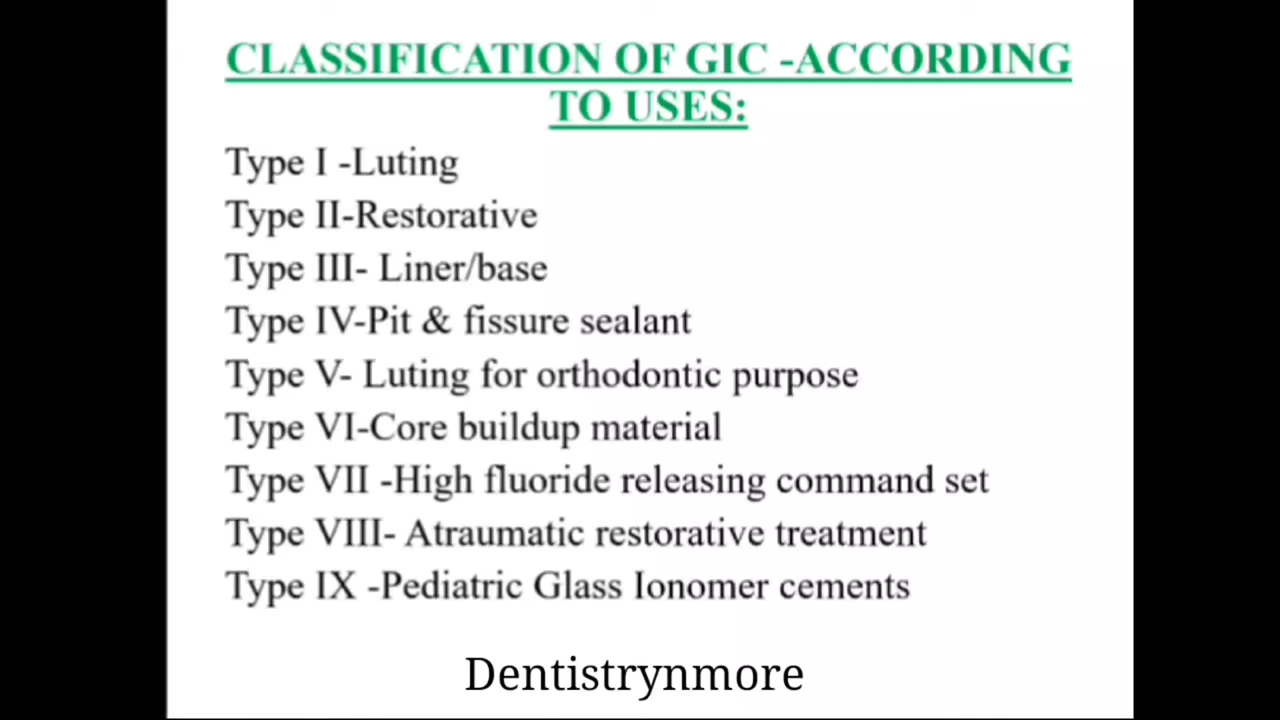 CLASSIFICATION OF GIC -ACCORDING
TO USES:
Type I -Luting
Type II-Restorative
Type III- Liner/base
Type IV-Pit & fissure sealant
Type V- Luting for orthodontic purpose
Type VI-Core buildup material
Type VII -High fluoride releasing command set
Type VIII- Atraumatic restorative treatment
Type IX -Pediatric Glass Ionomer cements
Dentistrynmore